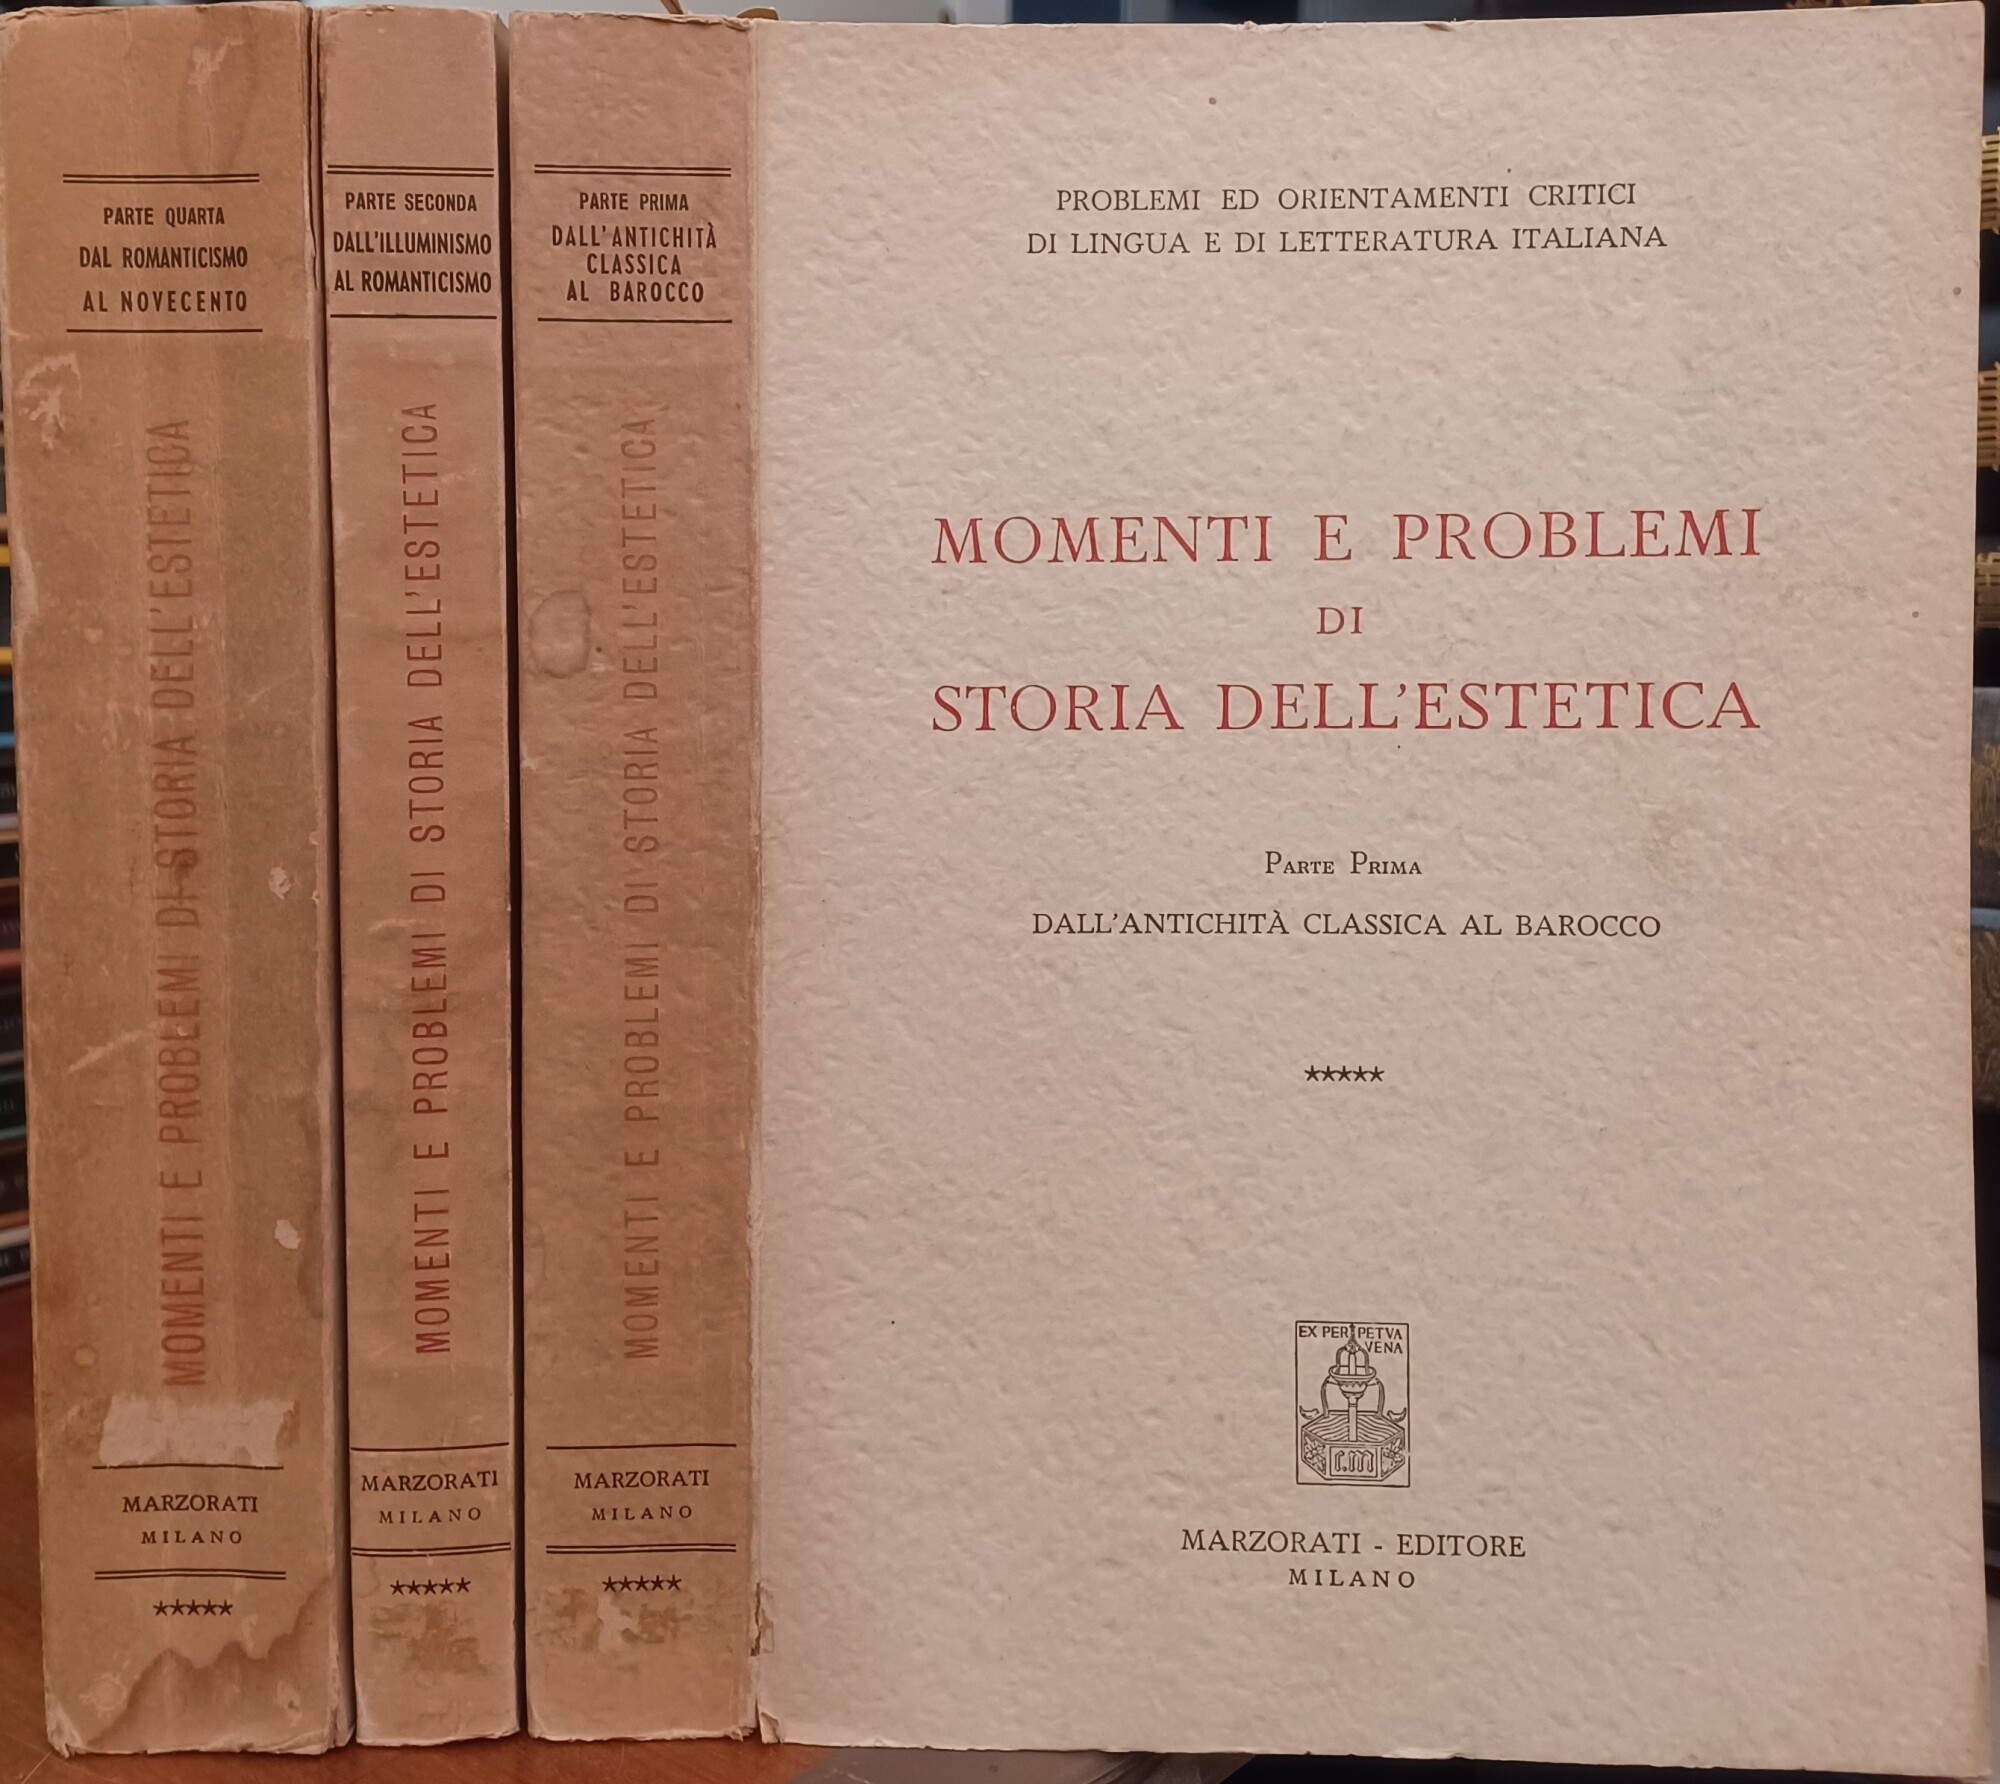 PARTE QUARTA
DAL ROMANTICISMO
AL NOVECENTO
MOMENTI E PROBLEMI DI STORIA DELL'ESTETICA
MARZORATI
MILANO
*****
PARTE SECONDA
DALL'ILLUMINISMO
AL ROMANTICISMO
MOMENTI E PROBLEMI DI STORIA DELL'ESTETICA
MARZORATI
MILANO
*****
PARTE PRIMA
DALL'ANTICHITÀ
CLASSICA
AL BAROCCO
MOMENTI E PROBLEMI DI STORIA DELL'ESTETICA
MARZORATI
MILANO
*****
PROBLEMI ED ORIENTAMENTI CRITICI
DI LINGUA E DI LETTERATURA ITALIANA
MOMENTI E PROBLEMI
DI
STORIA DELL'ESTETICA
PARTE PRIMA
DALL'ANTICHITÀ CLASSICA AL BAROCCO
*****
EX PERPETVA
VENA
c.m
MARZORATI - EDITORE
MILANO